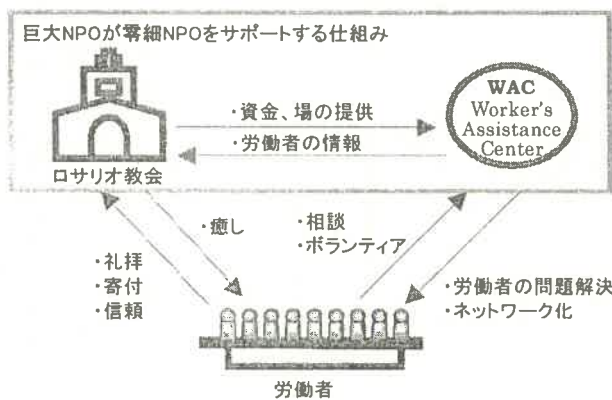 巨大NPOが零細NPOをサポートする仕組み
WAC
Worker's
Assistance
Center
・資金、場の提供
・労働者の情報
ロサリオ教会
・癒し
・相談
・ボランティア
・礼拝
・寄付
・信頼
・労働者の問題解決
・ネットワーク化
労働者